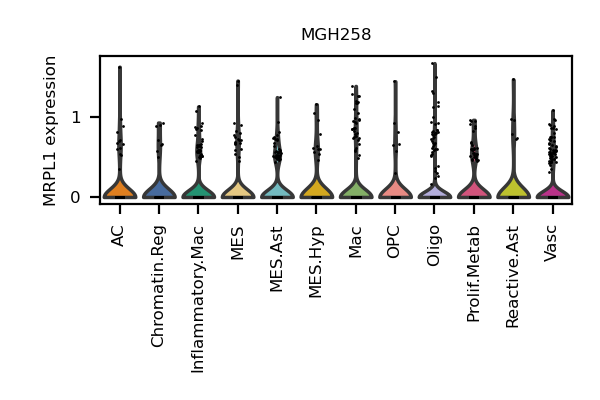 MGH258
MRPL1 expression
1
0
AC
Chromatin.Reg
Inflammatory.Mac
MES
MES.Ast
MES.Hyp
Mac
OPC
Oligo
Prolif.Metab
Reactive.Ast
Vasc